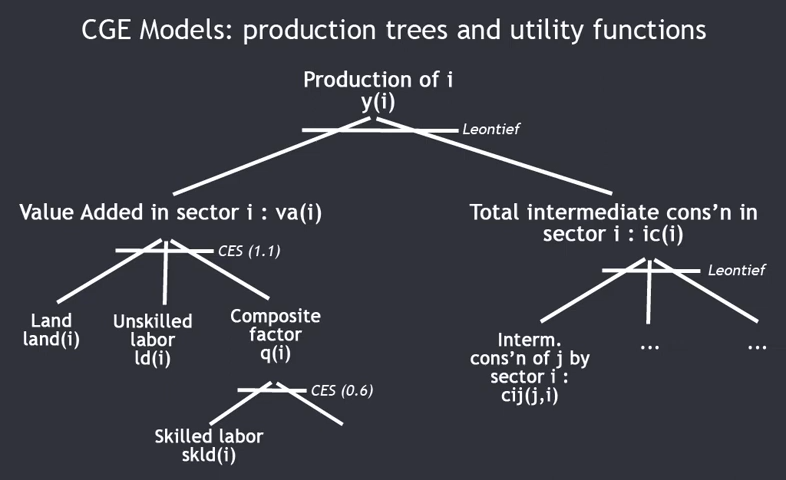 CGE Models: production trees and utility functions
Production of i
y(i)
Leontief
Value Added in sector i : va(i)
Total intermediate cons’n in
sector i : ic(i)
CES (1.1)
Leontief
Land
land(i)
Unskilled
labor
ld(i)
Composite
factor
q(i)
Interm.
cons’n of j by
sector i :
cij(j,i)
...
...
CES (0.6)
Skilled labor
skld(i)